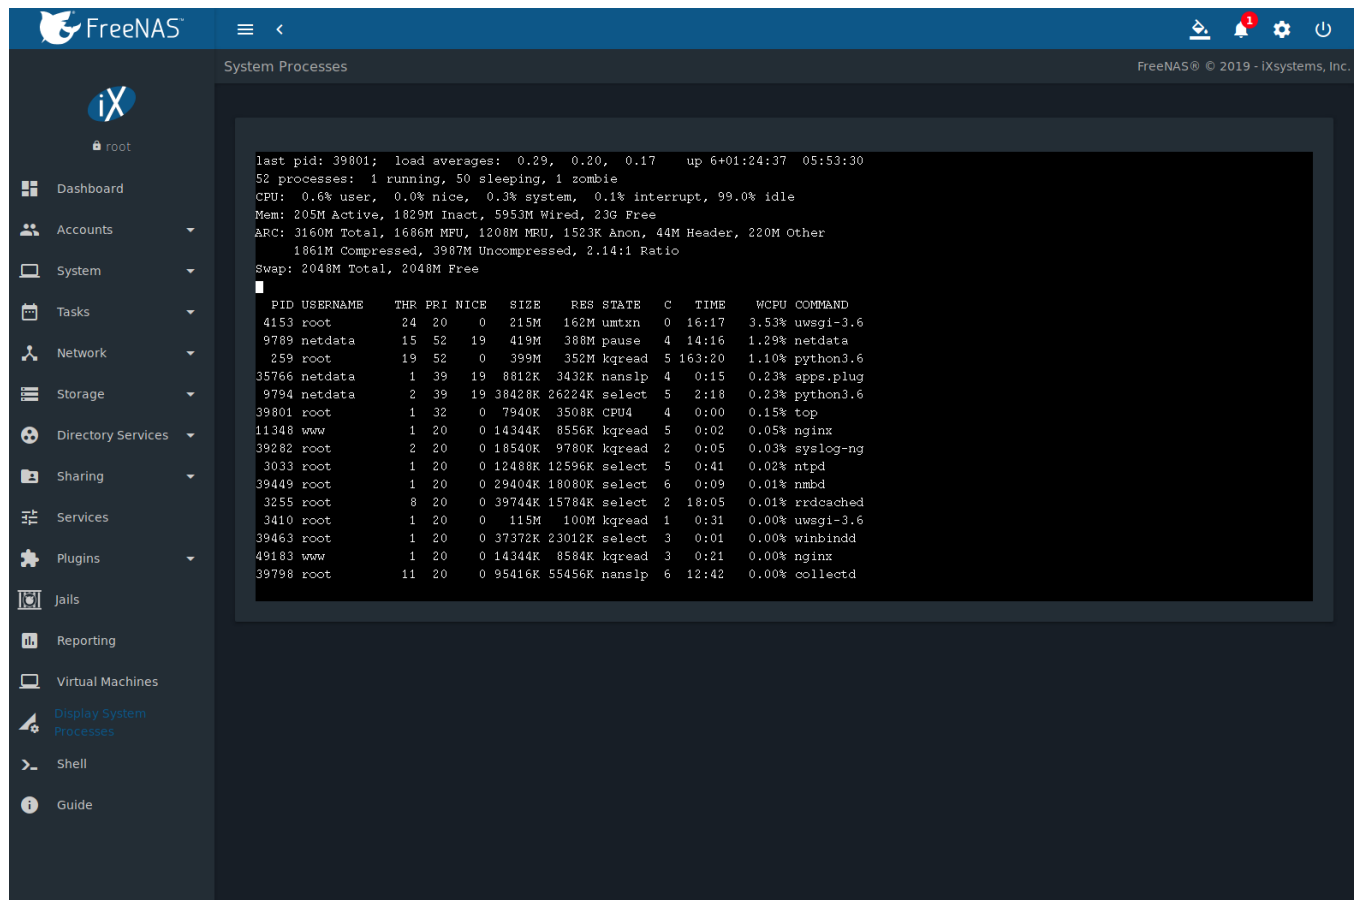 FreeNAS™
1
System Processes
FreeNAS® © 2019 - iXsystems, Inc.
iX
root
Dashboard
Accounts
System
Tasks
Network
Storage
Directory Services
Sharing
Services
Plugins
Jails
Reporting
Virtual Machines
Display System
Processes
Shell
Guide
last pid: 39801;  load averages:  0.29,  0.20,  0.17    up 6+01:24:37  05:53:30
52 processes:  1 running, 50 sleeping, 1 zombie
CPU:  0.6% user,  0.0% nice,  0.3% system,  0.1% interrupt, 99.0% idle
Mem: 205M Active, 1829M Inact, 5953M Wired, 23G Free
ARC: 3160M Total, 1686M MFU, 1208M MRU, 1523K Anon, 44M Header, 220M Other
     1861M Compressed, 3987M Uncompressed, 2.14:1 Ratio
Swap: 2048M Total, 2048M Free
  PID USERNAME    THR PRI NICE   SIZE    RES STATE   C   TIME    WCPU COMMAND
 4153 root         24  20    0   215M   162M umtxn   0  16:17   3.53% uwsgi-3.6
 9789 netdata      15  52   19   419M   388M pause   4  14:16   1.29% netdata
  259 root         19  52    0   399M   352M kqread  5 163:20   1.10% python3.6
35766 netdata       1  39   19  8812K  3432K nanslp  4   0:15   0.23% apps.plug
 9794 netdata       2  39   19 38428K 26224K select  5   2:18   0.23% python3.6
39801 root          1  32    0  7940K  3508K CPU4    4   0:00   0.15% top
11348 www           1  20    0 14344K  8556K kqread  5   0:02   0.05% nginx
39282 root          2  20    0 18540K  9780K kqread  2   0:05   0.03% syslog-ng
 3033 root          1  20    0 12488K 12596K select  5   0:41   0.02% ntpd
39449 root          1  20    0 29404K 18080K select  6   0:09   0.01% nmbd
 3255 root          8  20    0 39744K 15784K select  2  18:05   0.01% rrdcached
 3410 root          1  20    0   115M   100M kqread  1   0:31   0.00% uwsgi-3.6
39463 root          1  20    0 37372K 23012K select  3   0:01   0.00% winbindd
49183 www           1  20    0 14344K  8584K kqread  3   0:21   0.00% nginx
39798 root         11  20    0 95416K 55456K nanslp  6  12:42   0.00% collectd